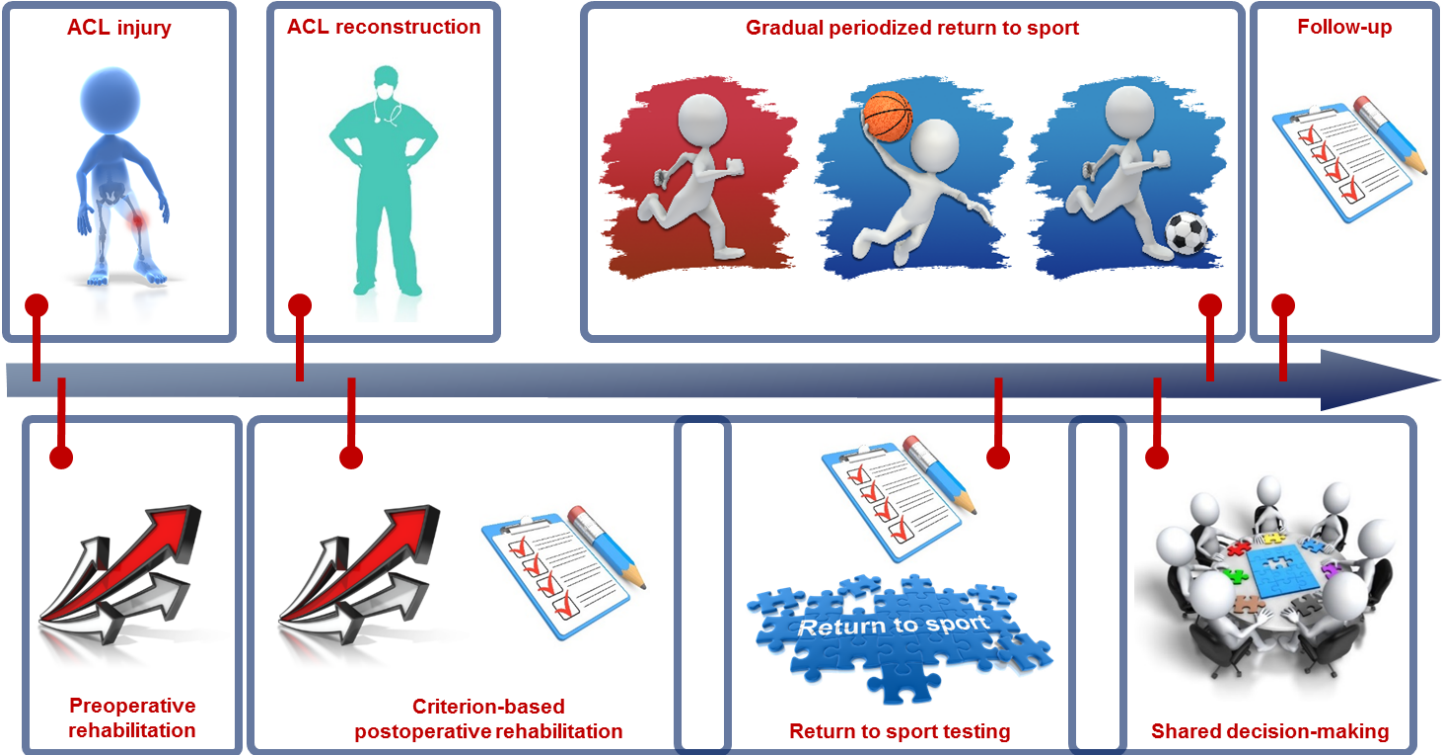 ACL injury
ACL reconstruction
Gradual periodized return to sport
Follow-up
Return to sport
Preoperative
rehabilitation
Criterion-based
postoperative rehabilitation
Return to sport testing
Shared decision-making